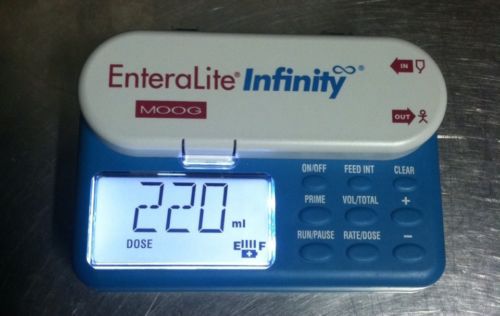 EnteraLite® Infinity®
MOOG
IN
OUT
ON/OFF FEED INT CLEAR
PRIME VOL/TOTAL +
RUN/PAUSE RATE/DOSE -
220 ml
DOSE E F